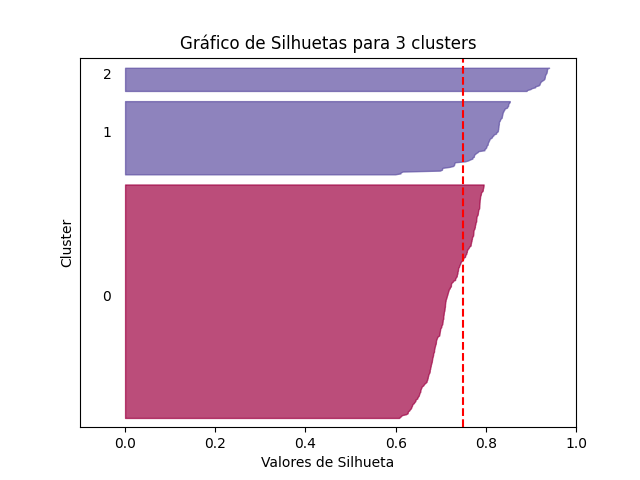 Gráfico de Silhuetas para 3 clusters
2
1
0
Cluster
0.0 0.2 0.4 0.6 0.8 1.0
Valores de Silhueta